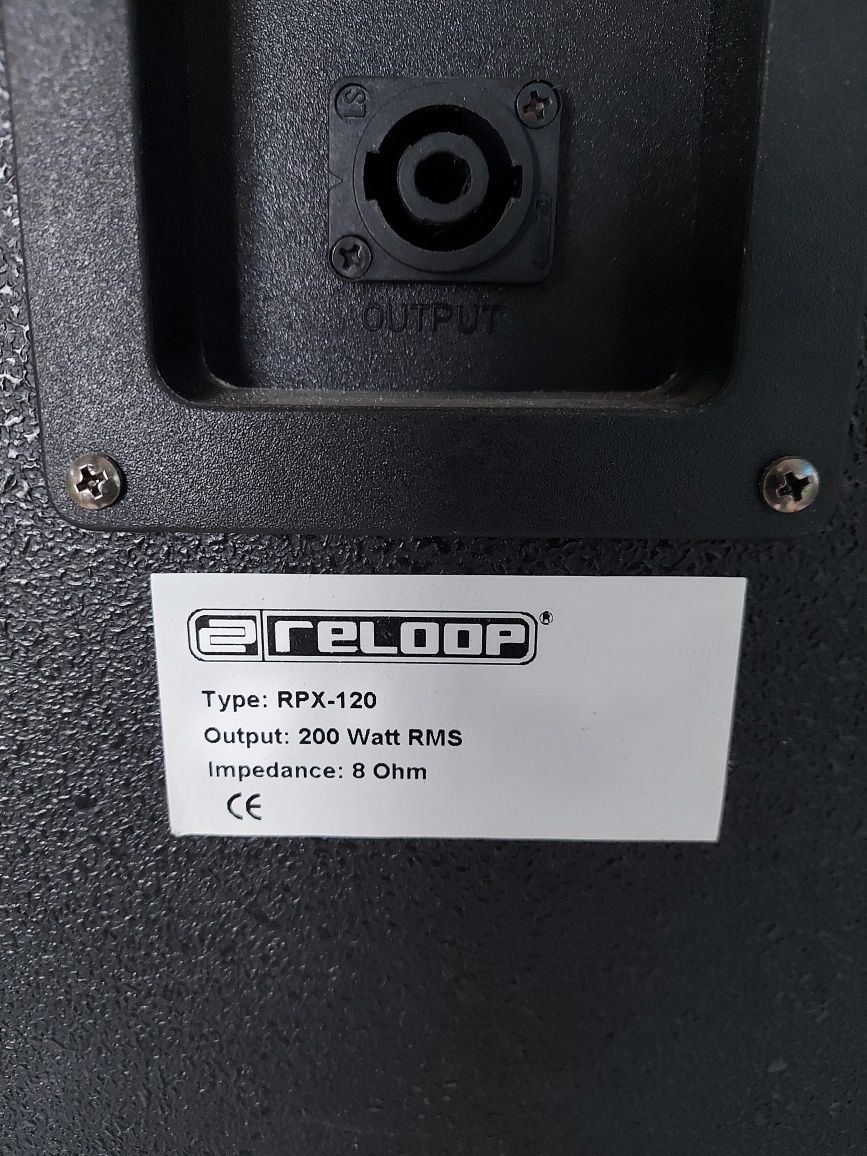 OUTPUT
reloop®
Type: RPX-120
Output: 200 Watt RMS
Impedance: 8 Ohm
CE